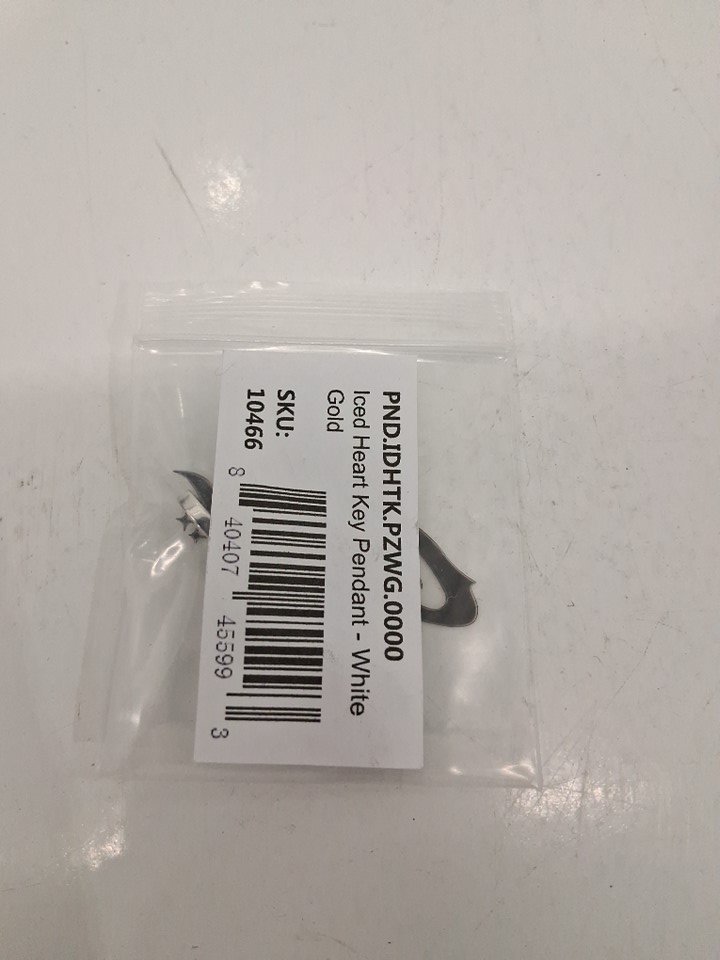 PND.IDHTK.PZWG.0000
Iced Heart Key Pendant - White
Gold
SKU:
10466
8 40407 45599 3